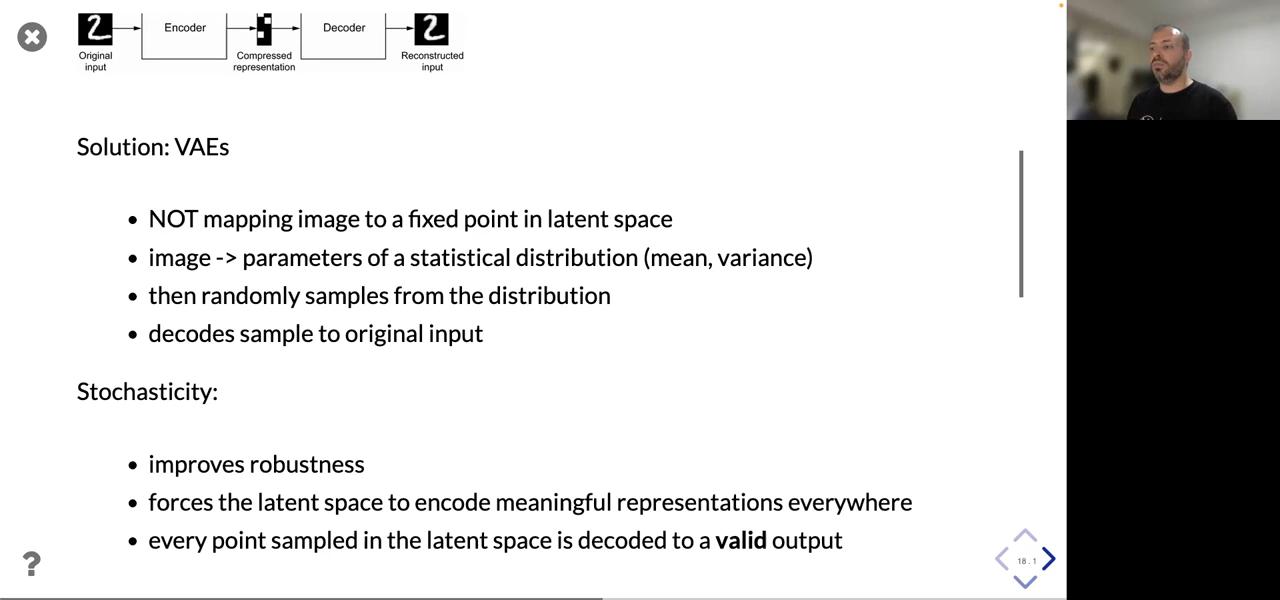 Encoder
Decoder
Original
input
Compressed
representation
Reconstructed
input
Solution: VAEs
NOT mapping image to a fixed point in latent space
image -> parameters of a statistical distribution (mean, variance)
then randomly samples from the distribution
decodes sample to original input
Stochasticity:
improves robustness
forces the latent space to encode meaningful representations everywhere
every point sampled in the latent space is decoded to a valid output
?
18 . 1